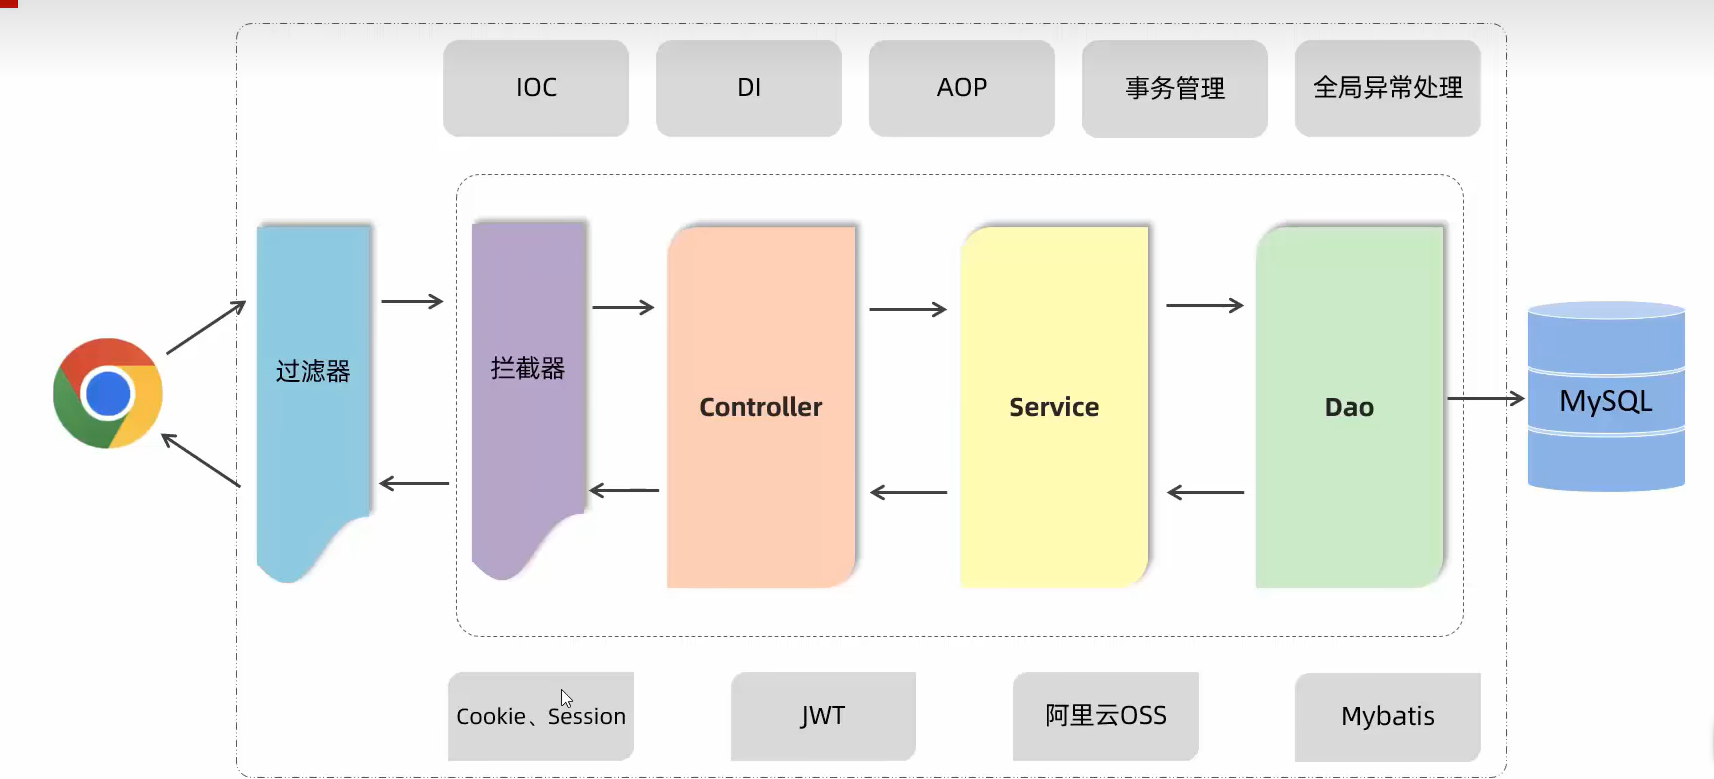 IOC
DI
AOP
事务管理
全局异常处理
过滤器
拦截器
Controller
Service
Dao
MySQL
Cookie、Session
JWT
阿里云OSS
Mybatis